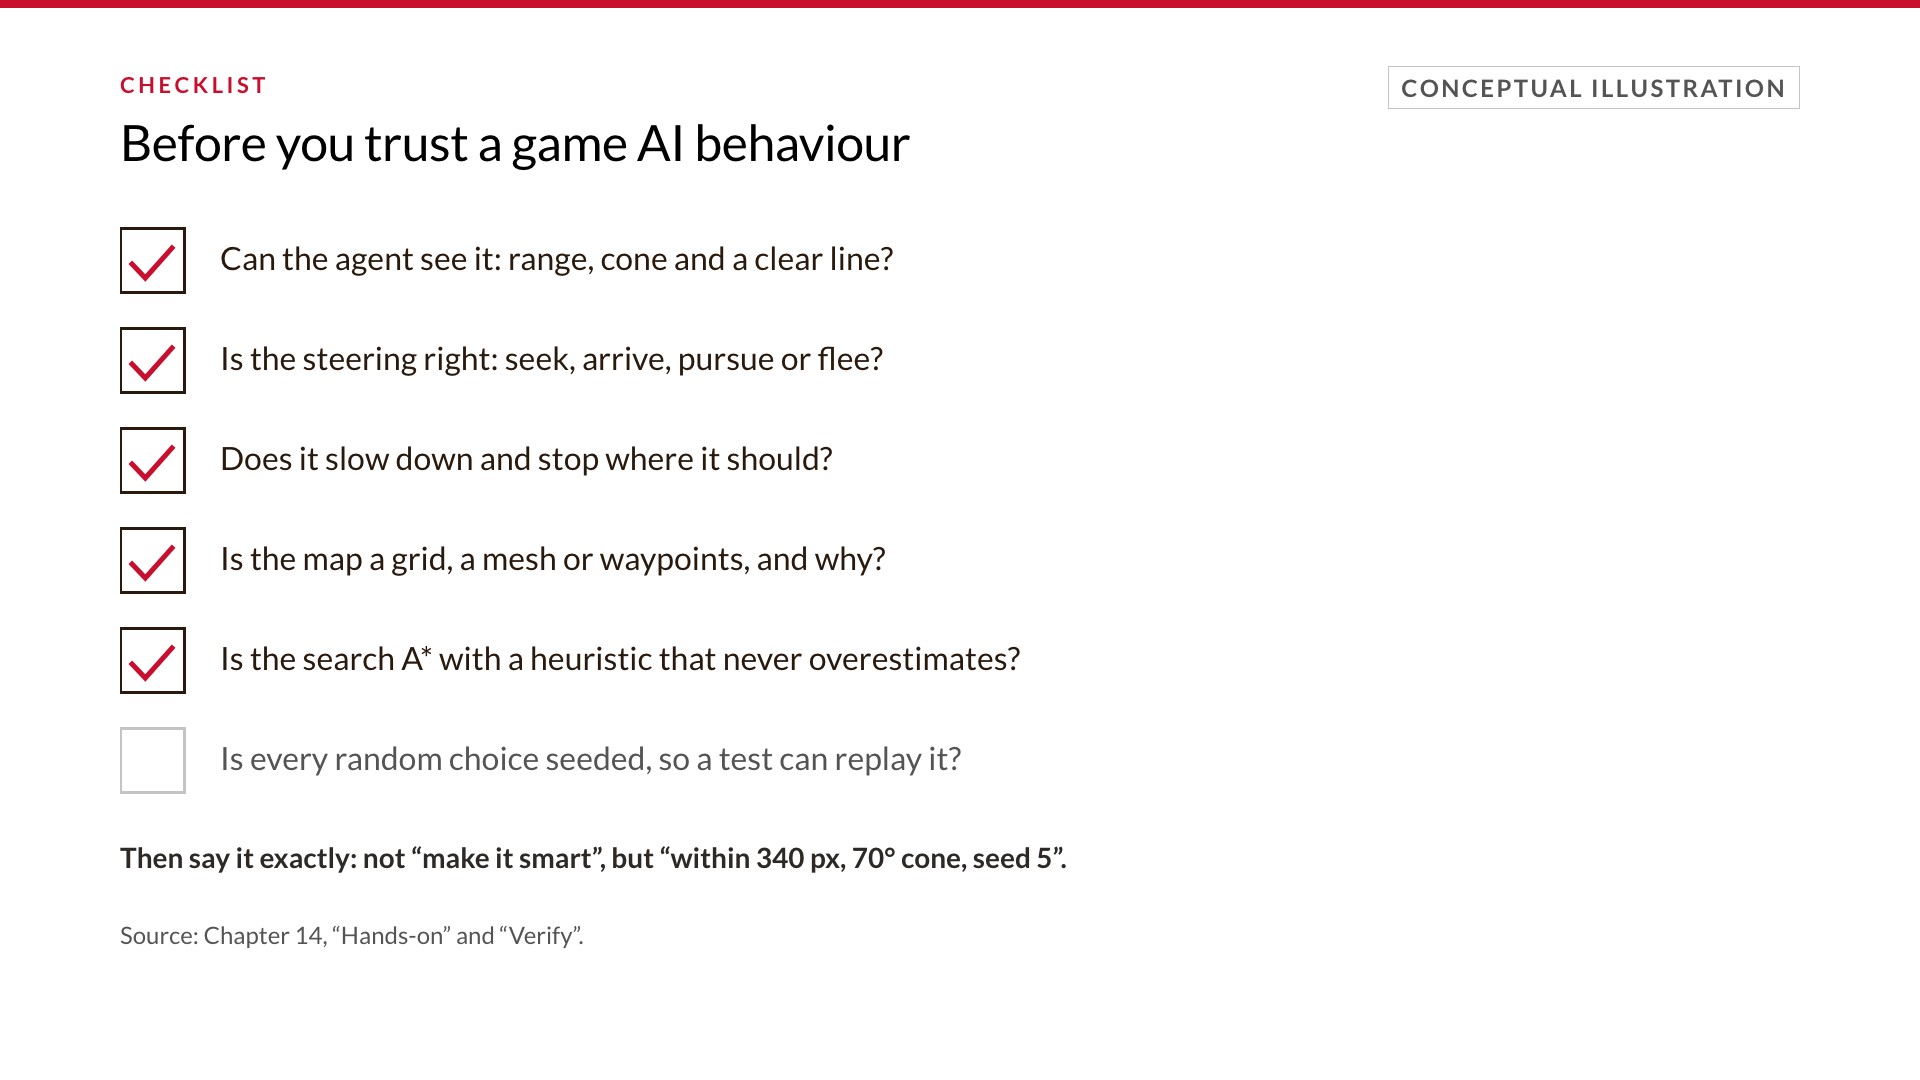 CHECKLIST
CONCEPTUAL ILLUSTRATION
Before you trust a game AI behaviour
Can the agent see it: range, cone and a clear line?
Is the steering right: seek, arrive, pursue or flee?
Does it slow down and stop where it should?
Is the map a grid, a mesh or waypoints, and why?
Is the search A* with a heuristic that never overestimates?
Is every random choice seeded, so a test can replay it?
Then say it exactly: not “make it smart”, but “within 340 px, 70° cone, seed 5”.
Source: Chapter 14, “Hands-on” and “Verify”.